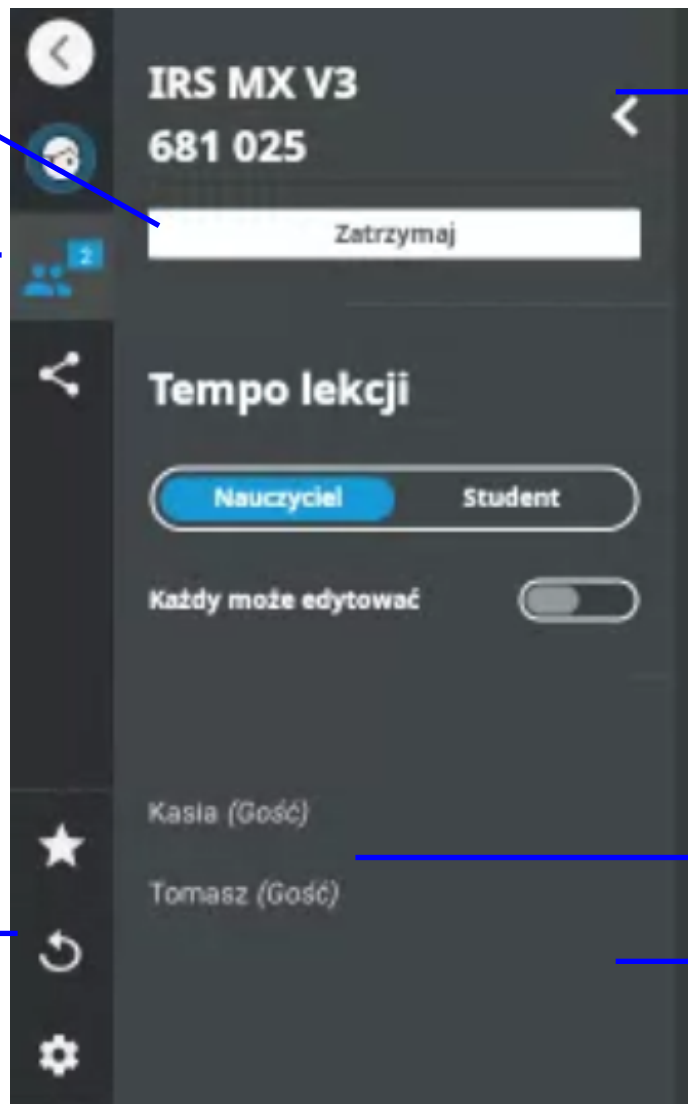 IRS MX V3
681 025
Zatrzymaj
2
Tempo lekcji
Nauczyciel Student
Każdy może edytować
Kasia (Gość)
Tomasz (Gość)